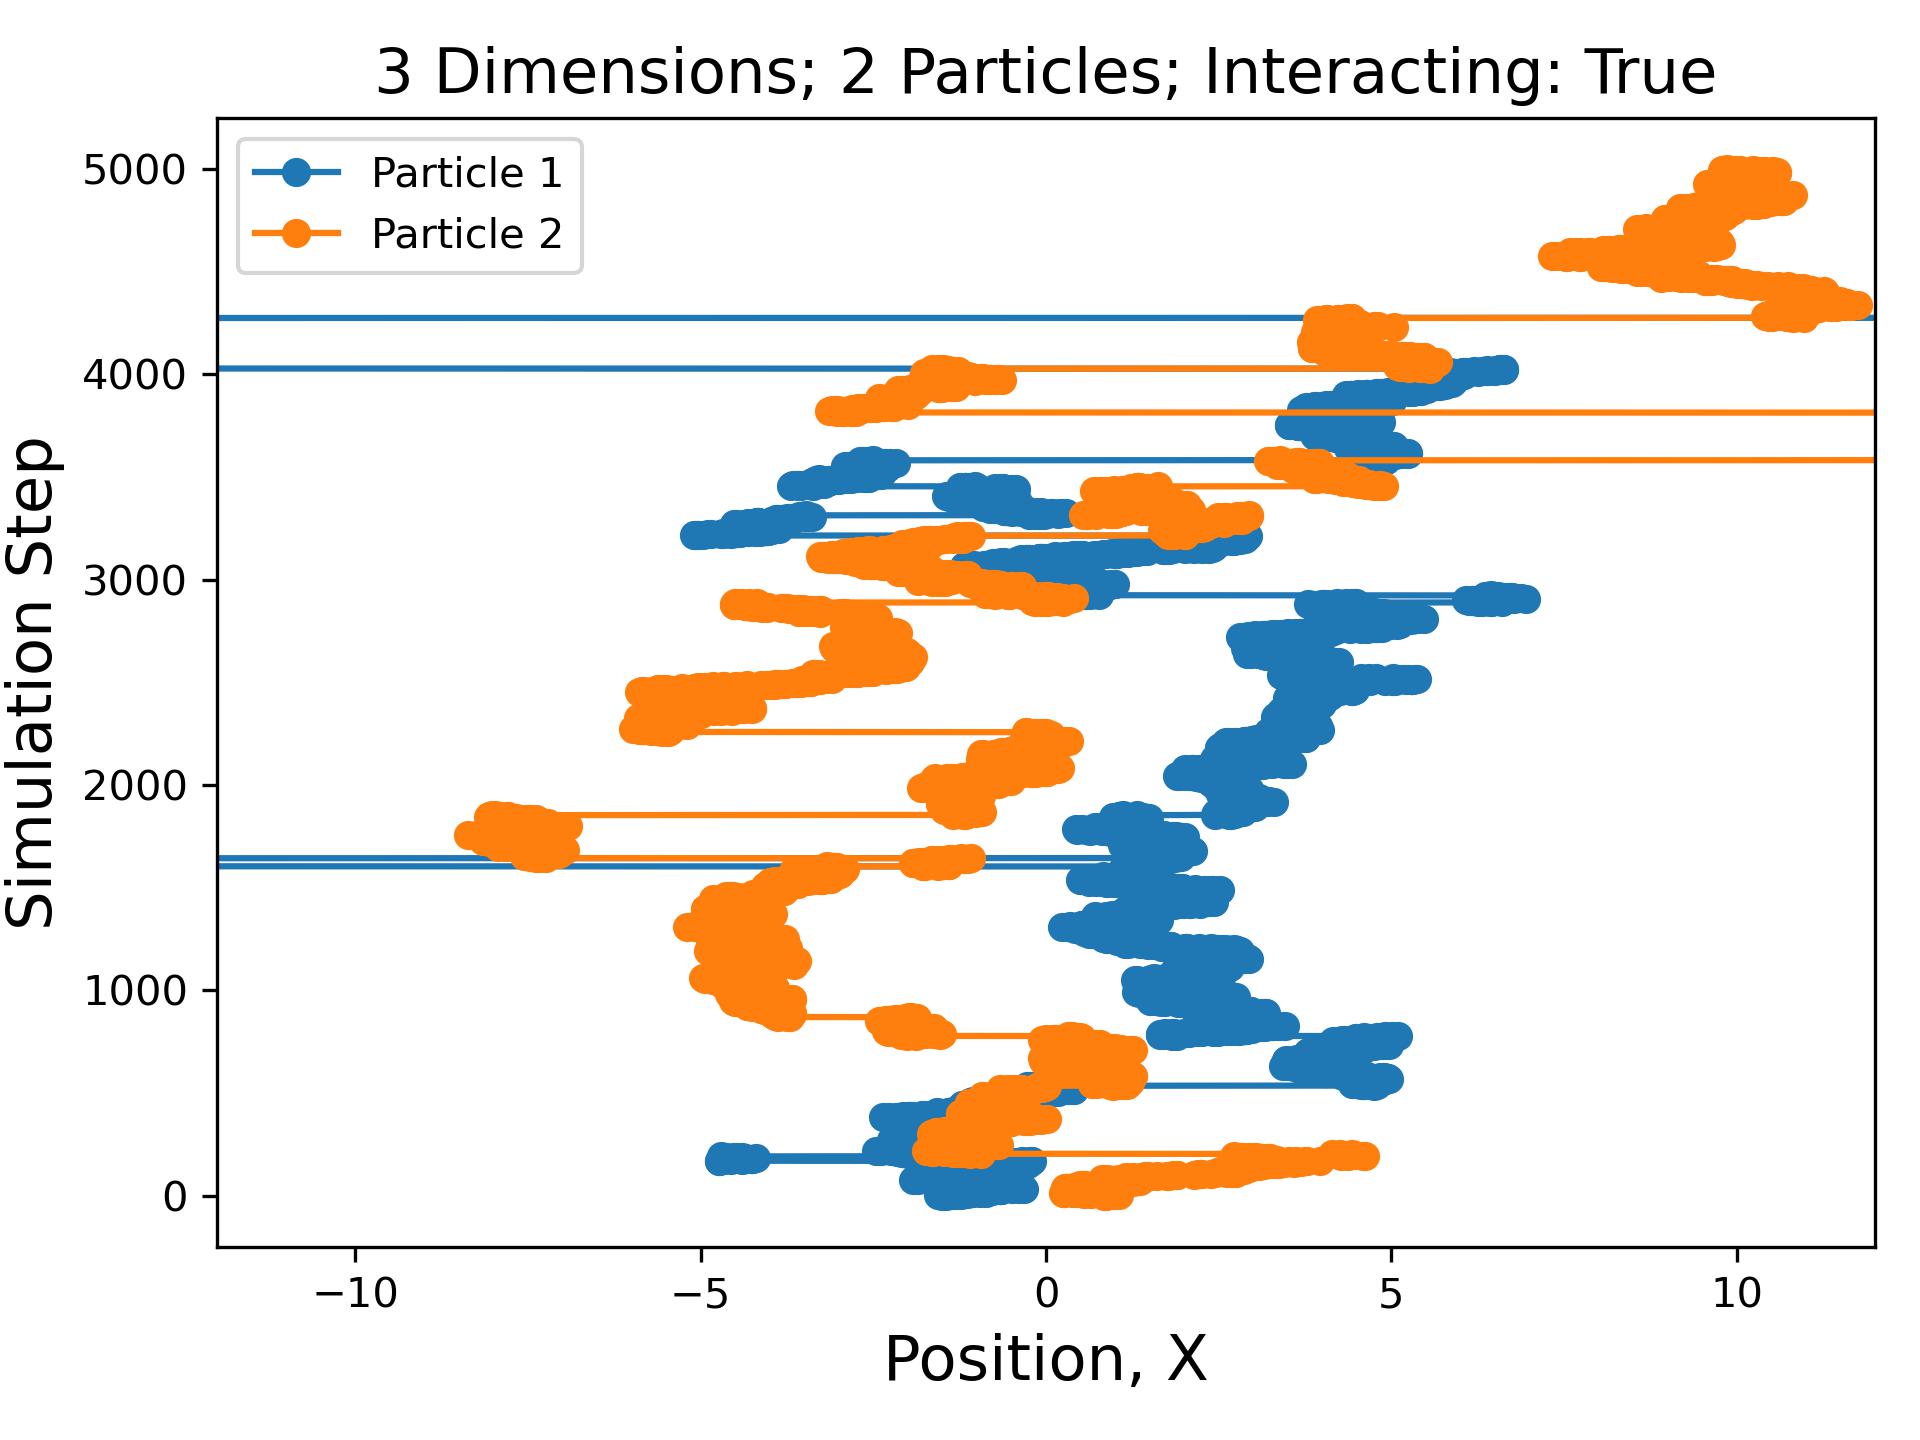 3 Dimensions; 2 Particles; Interacting: True
Particle 1
Particle 2
5000
4000
3000
2000
1000
0
Simulation Step
−10 −5 0 5 10
Position, X